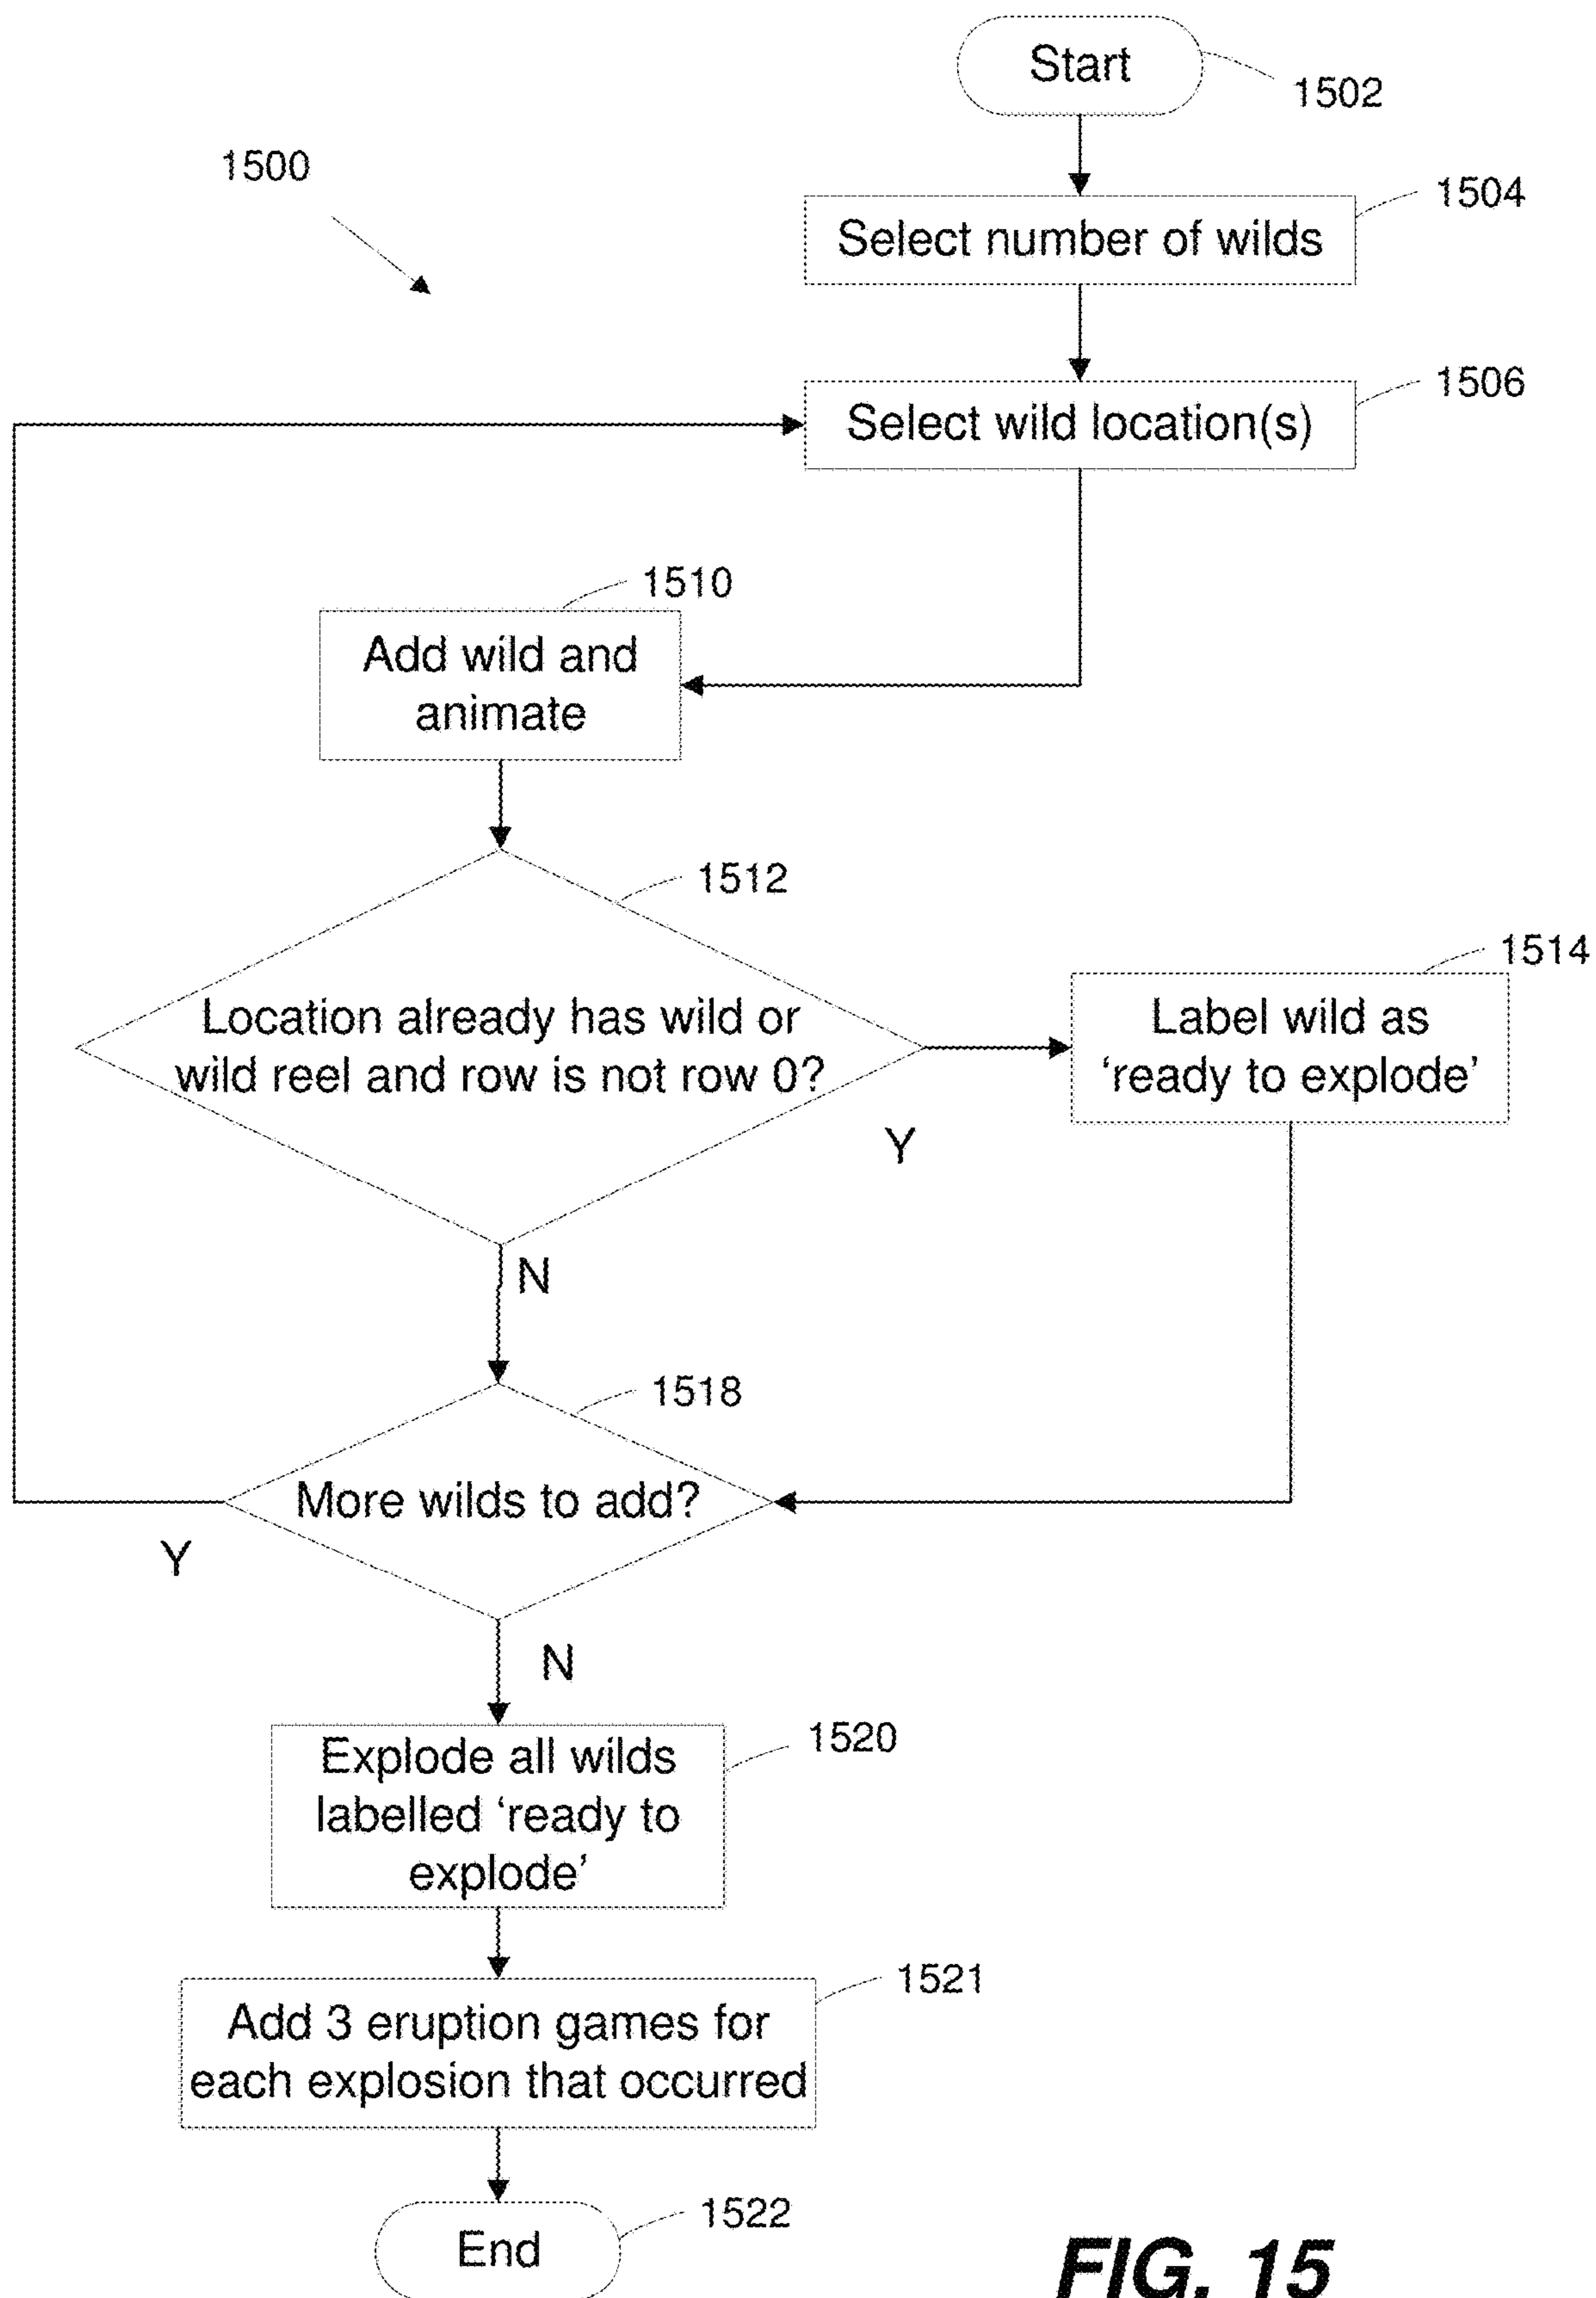 Start
1502
1500
1504
Select number of wilds
1506
Select wild location(s)
1510
Add wild and
animate
1512
Location already has wild or
wild reel and row is not row 0?
Y
1514
Label wild as
‘ready to explode’
N
1518
More wilds to add?
Y
N
1520
Explode all wilds
labelled ‘ready to
explode’
1521
Add 3 eruption games for
each explosion that occurred
1522
End
FIG. 15